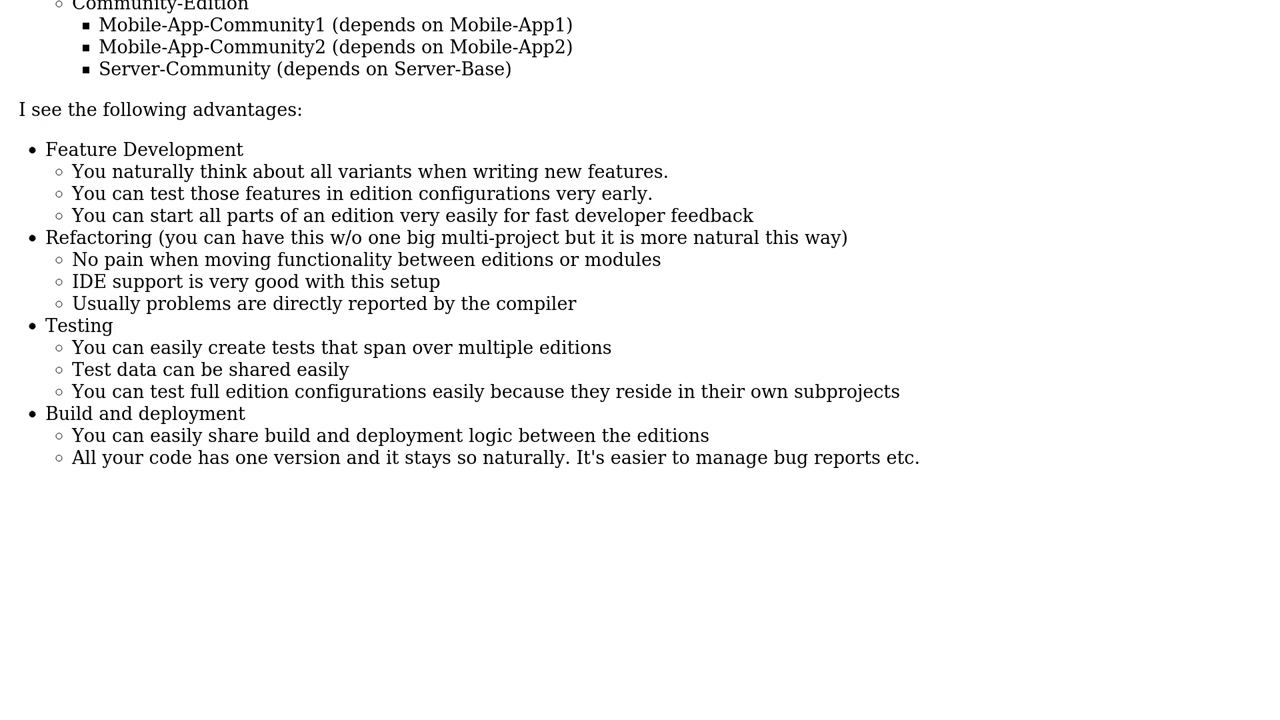 Community-Edition
Mobile-App-Community1 (depends on Mobile-App1)
Mobile-App-Community2 (depends on Mobile-App2)
Server-Community (depends on Server-Base)
I see the following advantages:
Feature Development
You naturally think about all variants when writing new features.
You can test those features in edition configurations very early.
You can start all parts of an edition very easily for fast developer feedback
Refactoring (you can have this w/o one big multi-project but it is more natural this way)
No pain when moving functionality between editions or modules
IDE support is very good with this setup
Usually problems are directly reported by the compiler
Testing
You can easily create tests that span over multiple editions
Test data can be shared easily
You can test full edition configurations easily because they reside in their own subprojects
Build and deployment
You can easily share build and deployment logic between the editions
All your code has one version and it stays so naturally. It's easier to manage bug reports etc.